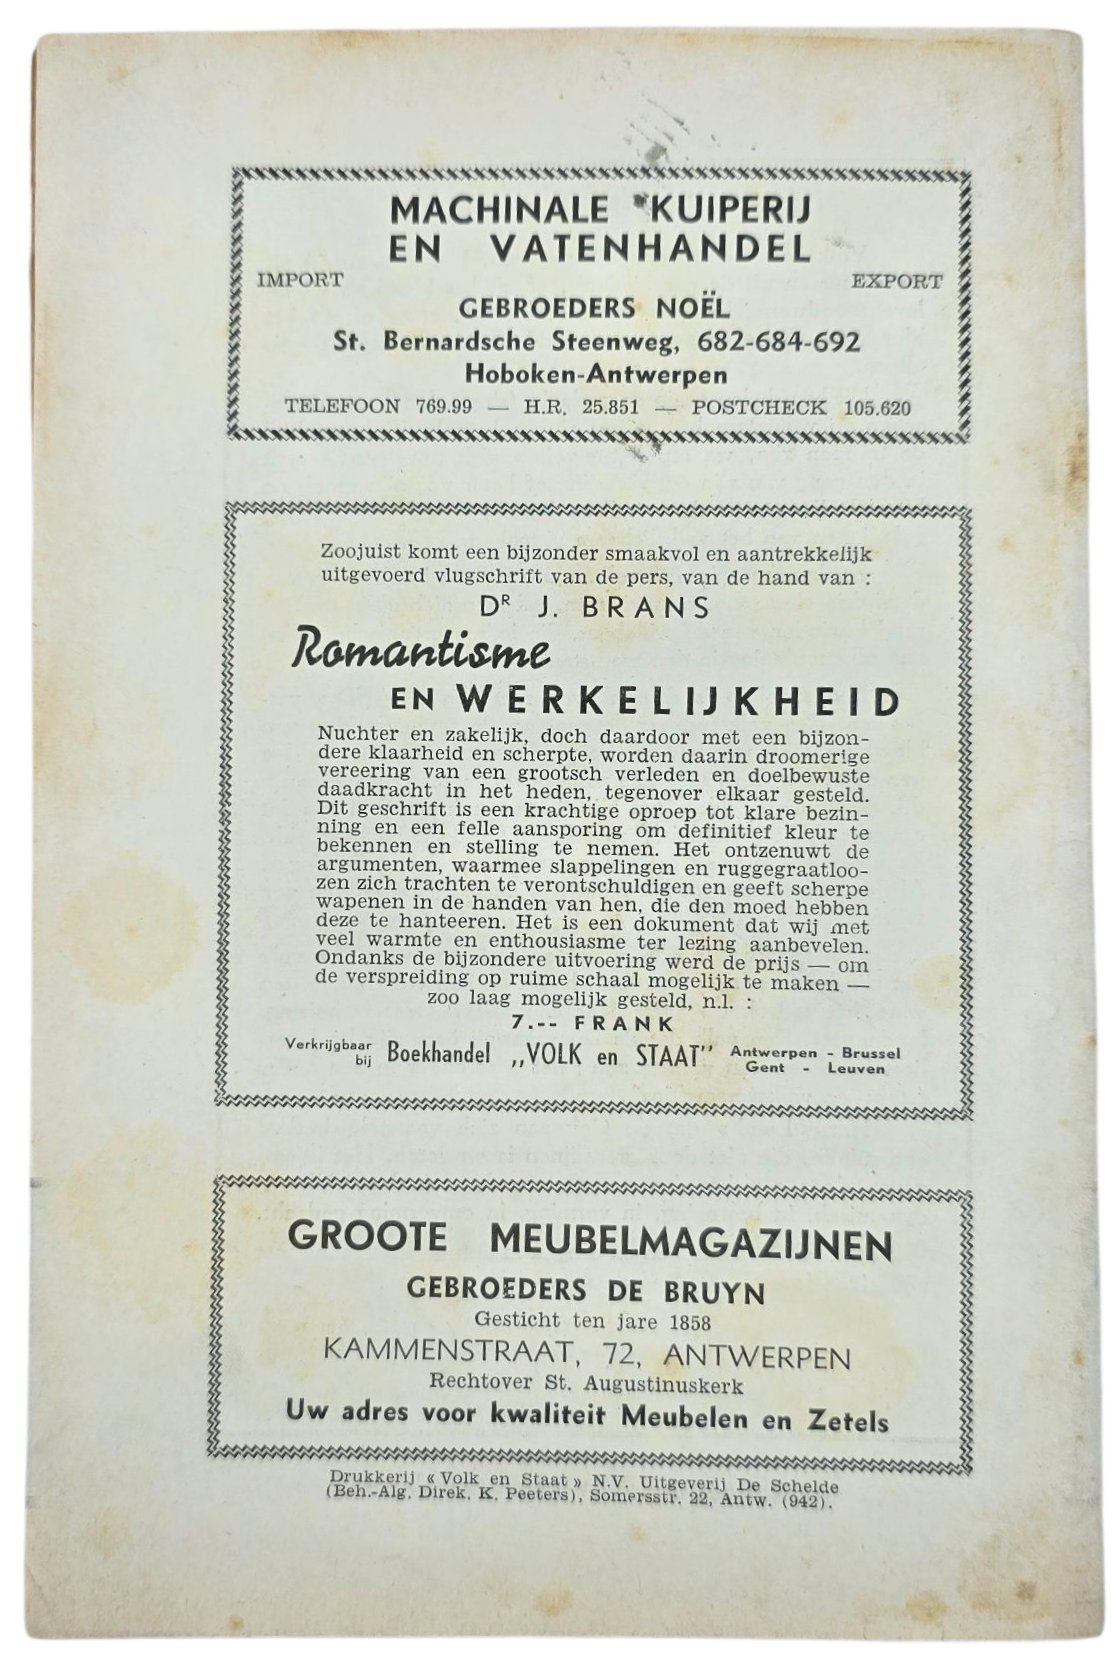 MACHINALE KUIPERIJ
EN VATENHANDEL
IMPORT EXPORT
GEBROEDERS NOËL
St. Bernardsche Steenweg, 682-684-692
Hoboken-Antwerpen
TELEFOON 769.99 — H.R. 25.851 — POSTCHECK 105.620
Zoojuist komt een bijzonder smaakvol en aantrekkelijk
uitgevoerd vlugschrift van de pers, van de hand van :
DR J. BRANS
Romantisme
EN WERKELIJKHEID
Nuchter en zakelijk, doch daardoor met een bijzon-
dere klaarheid en scherpte, worden daarin droomerige
vereering van een grootsch verleden en doelbewuste
daadkracht in het heden, tegenover elkaar gesteld.
Dit geschrift is een krachtige oproep tot klare bezin-
ning en een felle aansporing om definitief kleur te
bekennen en stelling te nemen. Het ontzenuwt de
argumenten, waarmee slappelingen en ruggegraatloo-
zen zich trachten te verontschuldigen en geeft scherpe
wapenen in de handen van hen, die den moed hebben
deze te hanteeren. Het is een dokument dat wij met
veel warmte en enthousiasme ter lezing aanbevelen.
Ondanks de bijzondere uitvoering werd de prijs — om
de verspreiding op ruime schaal mogelijk te maken —
zoo laag mogelijk gesteld, n.l. :
7.-- FRANK
Verkrijgbaar bij Boekhandel „VOLK en STAAT" Antwerpen - Brussel
Gent - Leuven
GROOTE MEUBELMAGAZIJNEN
GEBROEDERS DE BRUYN
Gesticht ten jare 1858
KAMMENSTRAAT, 72, ANTWERPEN
Rechtover St. Augustinuskerk
Uw adres voor kwaliteit Meubelen en Zetels
Drukkerij « Volk en Staat » N.V. Uitgeverij De Schelde
(Beh.-Alg. Direk. K. Peeters), Somersstr. 22, Antw. (942).